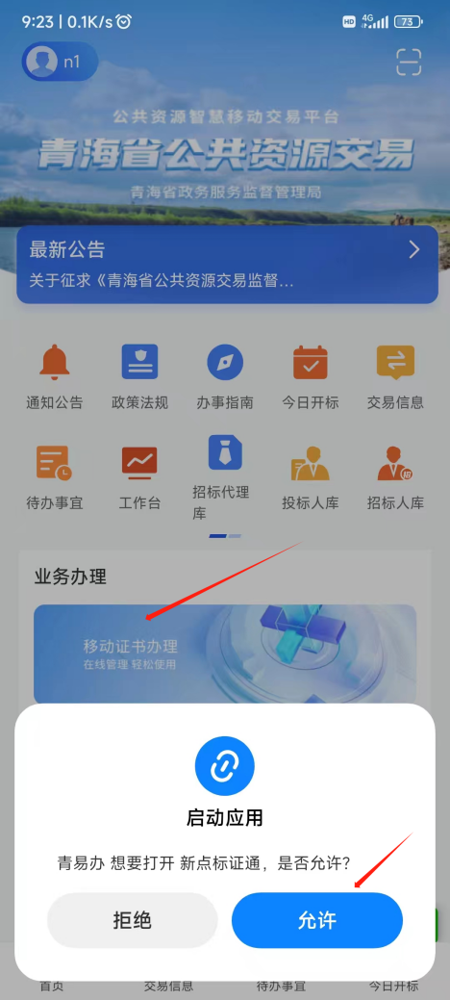 9:23 | 0.1K/s
HD 4G 73
n1
公共资源智慧移动交易平台
青海省公共资源交易
青海省政务服务监督管理局
最新公告
关于征求《青海省公共资源交易监督...
通知公告 政策法规 办事指南 今日开标 交易信息
待办事宜 工作台 招标代理库 投标人库 招标人库
业务办理
移动证书办理
在线管理 轻松使用
启动应用
青易办 想要打开 新点标证通，是否允许？
拒绝 允许
首页 交易信息 待办事宜 今日开标